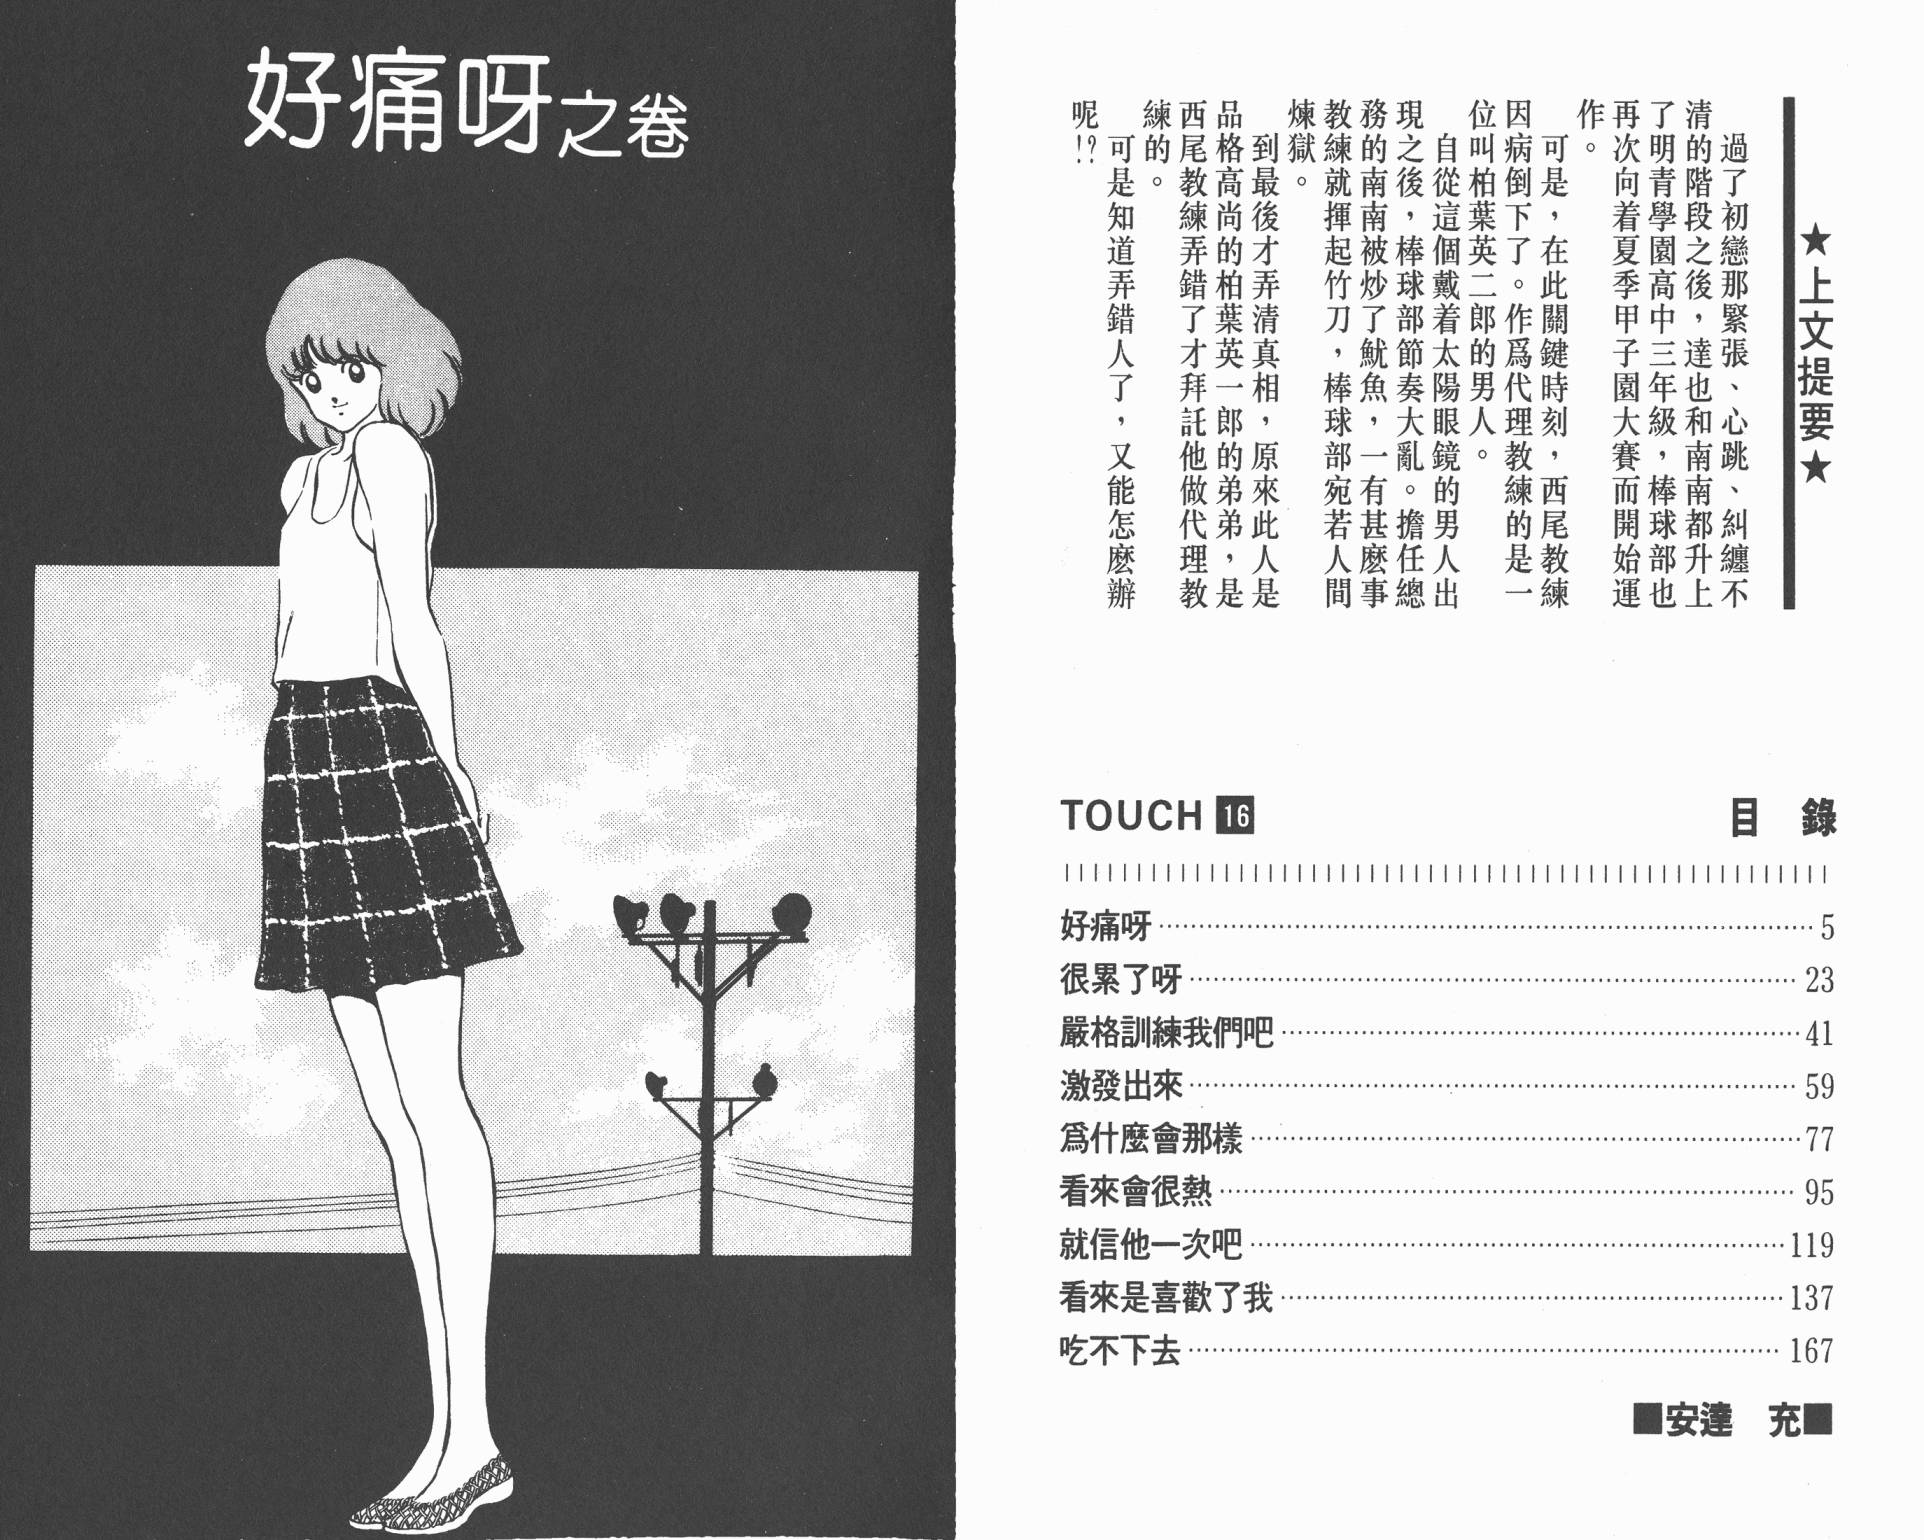 ★上文提要★
過了初戀那緊張、心跳、糾纏不
清的階段之後，達也和南南都升上
了明青學園高中三年級，棒球部也
再次向着夏季甲子園大賽而開始運
作。
可是，在此關鍵時刻，西尾教練
因病倒下了。作爲代理教練的是一
位叫柏葉英二郎的男人。
自從這個戴着太陽眼鏡的男人出
現之後，棒球部節奏大亂。擔任總
務的南南被炒了魷魚，一有甚麽事
教練就揮起竹刀，棒球部宛若人間
煉獄。
到最後才弄清真相，原來此人是
品格高尚的柏葉英一郎的弟弟，是
西尾教練弄錯了才拜託他做代理教
練的。
可是知道弄錯人了，又能怎麽辦
呢!?
TOUCH 16 目 錄
好痛呀 5
很累了呀 23
嚴格訓練我們吧 41
激發出來 59
爲什麼會那樣 77
看來會很熱 95
就信他一次吧 119
看來是喜歡了我 137
吃不下去 167
■安達 充■
好痛呀之卷